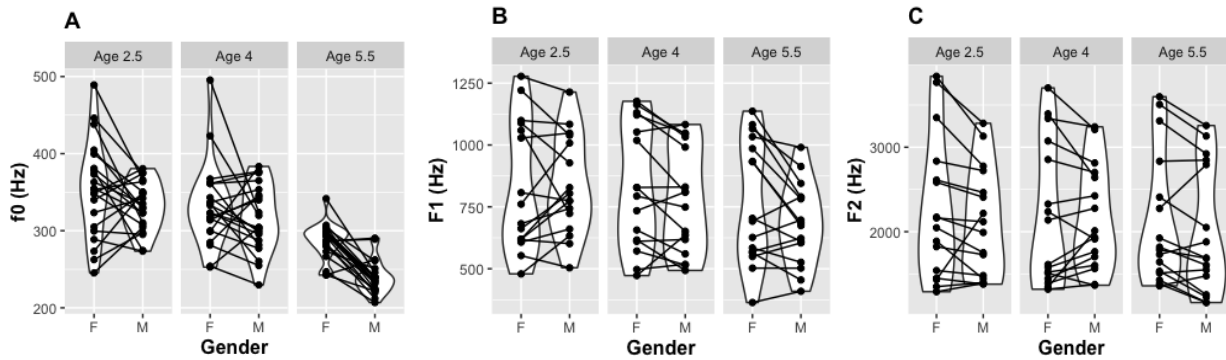 A
Age 2.5
Age 4
Age 5.5
f0 (Hz)
500
400
300
200
F
M
F
M
F
M
Gender
B
Age 2.5
Age 4
Age 5.5
F1 (Hz)
1250
1000
750
500
F
M
F
M
F
M
Gender
C
Age 2.5
Age 4
Age 5.5
F2 (Hz)
3000
2000
F
M
F
M
F
M
Gender